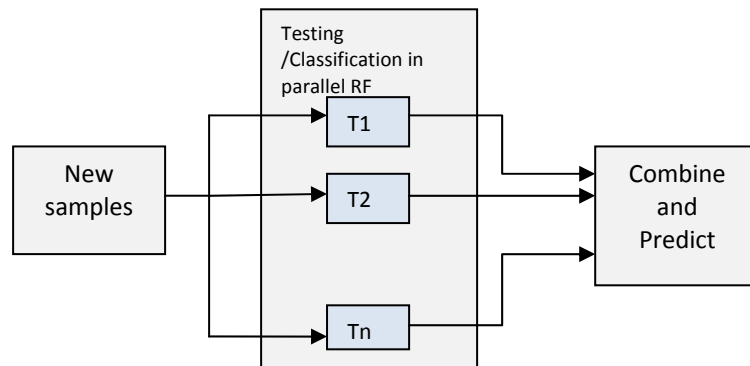 Testing
/Classification in
parallel RF
T1
New
samples
T2
Combine
and
Predict
Tn